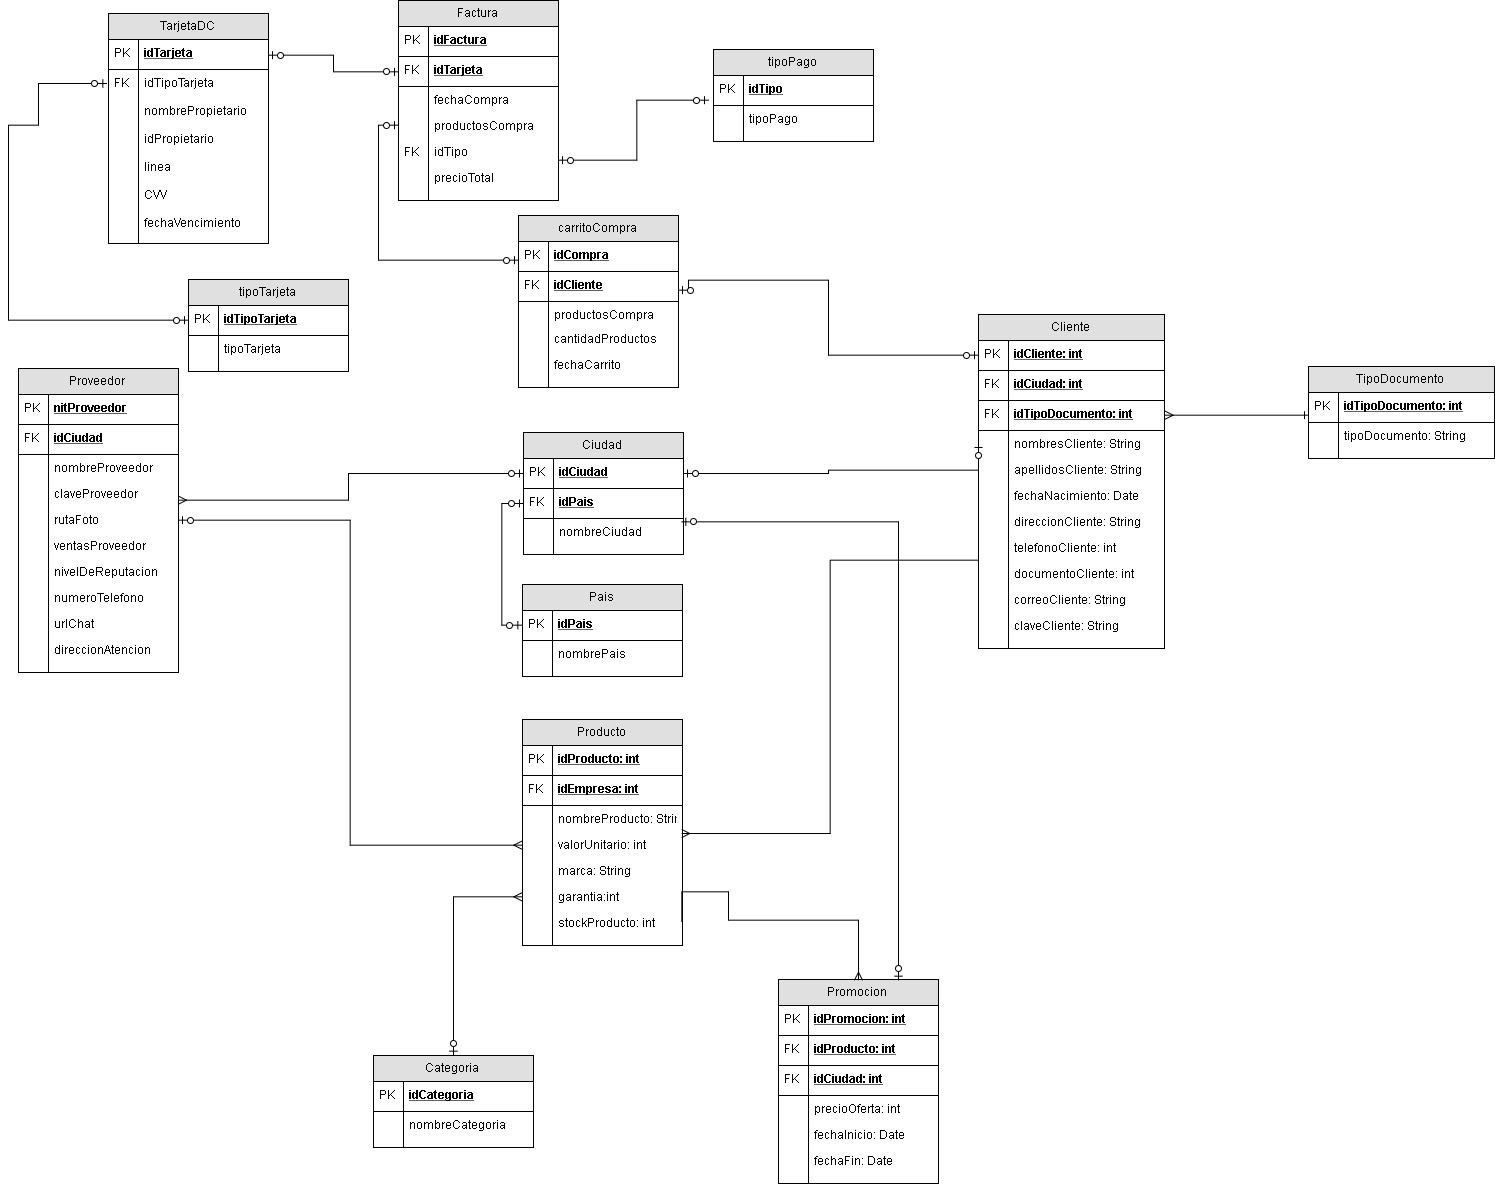 TarjetaDC
PK idTarjeta
FK idTipoTarjeta
nombrePropietario
idPropietario
linea
CVV
fechaVencimiento
Factura
PK idFactura
FK idTarjeta
fechaCompra
productosCompra
FK idTipo
precioTotal
tipoPago
PK idTipo
tipoPago
carritoCompra
PK idCompra
FK idCliente
productosCompra
cantidadProductos
fechaCarrito
tipoTarjeta
PK idTipoTarjeta
tipoTarjeta
Cliente
PK idCliente: int
FK idCiudad: int
FK idTipoDocumento: int
nombresCliente: String
apellidosCliente: String
fechaNacimiento: Date
direccionCliente: String
telefonoCliente: int
documentoCliente: int
correoCliente: String
claveCliente: String
TipoDocumento
PK idTipoDocumento: int
tipoDocumento: String
Proveedor
PK nitProveedor
FK idCiudad
nombreProveedor
claveProveedor
rutaFoto
ventasProveedor
nivelDeReputacion
numeroTelefono
urlChat
direccionAtencion
Ciudad
PK idCiudad
FK idPais
nombreCiudad
Pais
PK idPais
nombrePais
Producto
PK idProducto: int
FK idEmpresa: int
nombreProducto: Strin
valorUnitario: int
marca: String
garantia:int
stockProducto: int
Promocion
PK idPromocion: int
FK idProducto: int
FK idCiudad: int
precioOferta: int
fechaInicio: Date
fechaFin: Date
Categoria
PK idCategoria
nombreCategoria